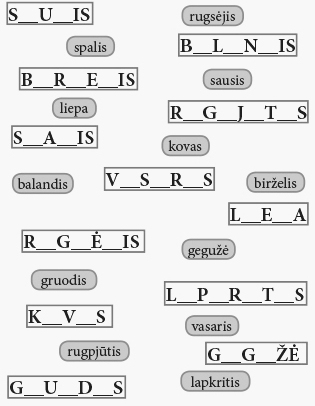 S__U__IS
rugsėjis
spalis
B__L__N__IS
B__R__E__IS
sausis
liepa
R__G__J__T__S
S__A__IS
kovas
V__S__R__S
balandis
birželis
L__E__A
R__G__Ė__IS
gegužė
gruodis
L__P__R__T__S
K__V__S
vasaris
rugpjūtis
G__G__ŽĖ
lapkritis
G__U__D__S